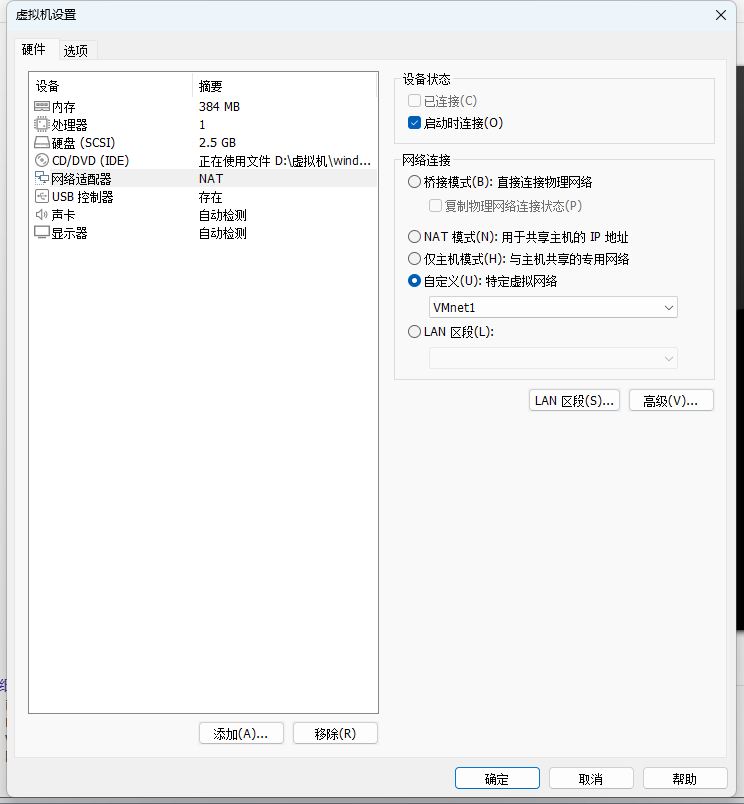 虚拟机设置
硬件 选项
设备 摘要
内存 384 MB
处理器 1
硬盘 (SCSI) 2.5 GB
CD/DVD (IDE) 正在使用文件 D:\虚拟机\wind...
网络适配器 NAT
USB 控制器 存在
声卡 自动检测
显示器 自动检测
添加(A)... 移除(R)
设备状态
已连接(C)
启动时连接(O)
网络连接
桥接模式(B): 直接连接物理网络
复制物理网络连接状态(P)
NAT 模式(N): 用于共享主机的 IP 地址
仅主机模式(H): 与主机共享的专用网络
自定义(U): 特定虚拟网络
VMnet1
LAN 区段(L):
LAN 区段(S)... 高级(V)...
确定 取消 帮助